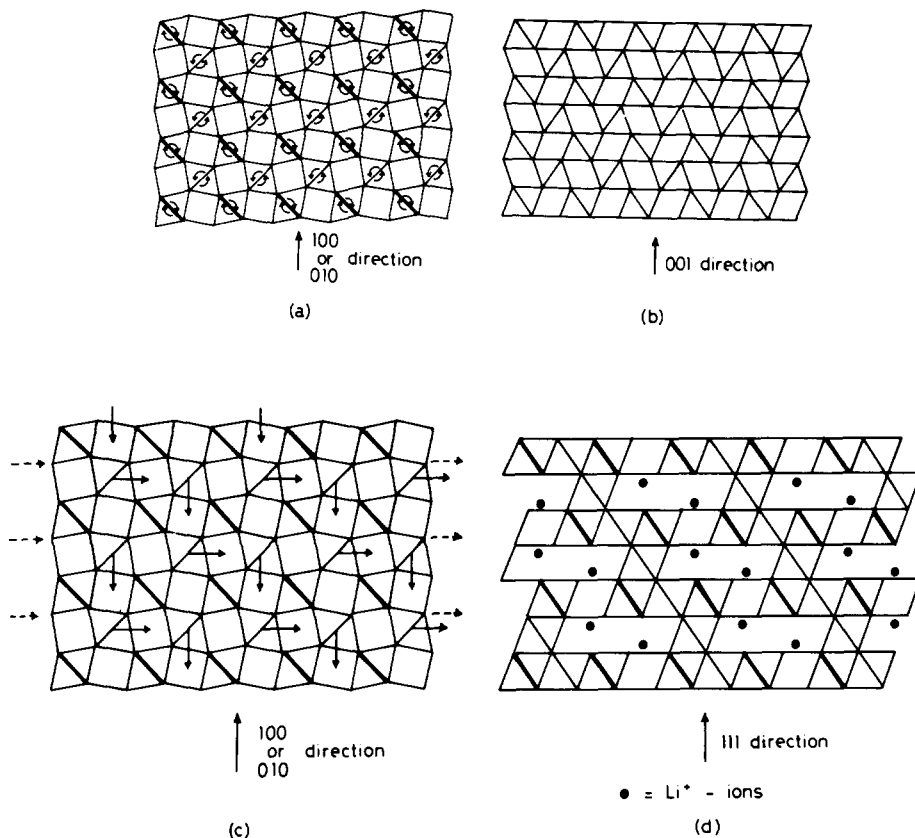 100
or direction
010
(a)
001 direction
(b)
100
or direction
010
(c)
111 direction
● = Li⁺ - ions
(d)